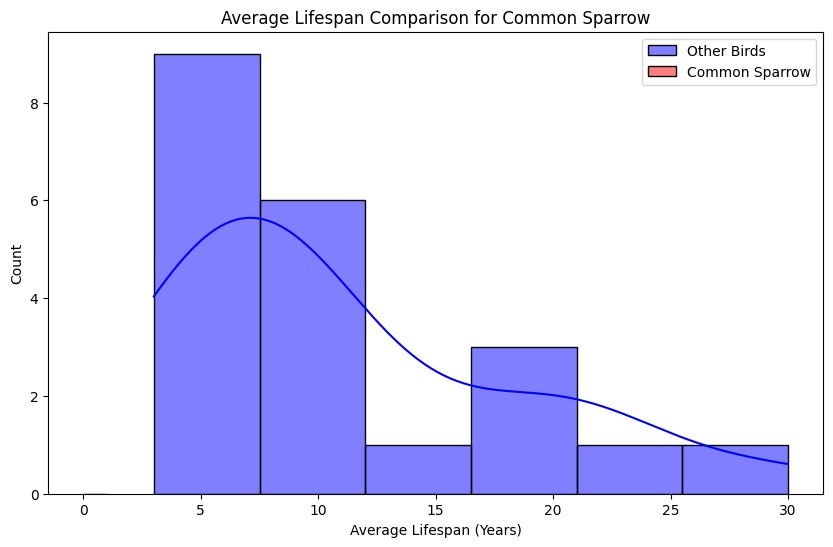 Average Lifespan Comparison for Common Sparrow
Other Birds
Common Sparrow
Count
8
6
4
2
0
0 5 10 15 20 25 30
Average Lifespan (Years)